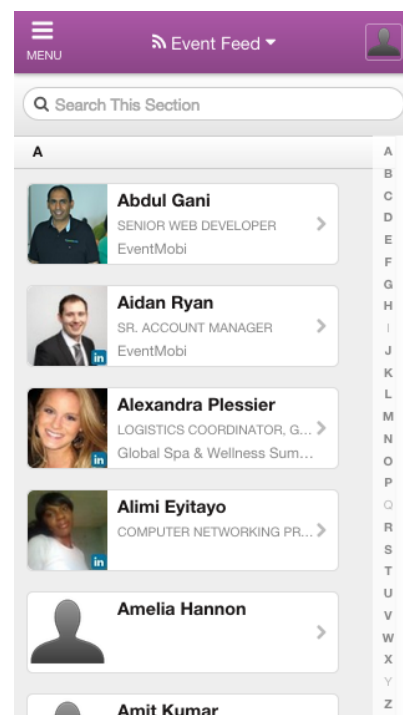 MENU
Event Feed
Search This Section
A
Abdul Gani
SENIOR WEB DEVELOPER
EventMobi
Aidan Ryan
SR. ACCOUNT MANAGER
EventMobi
in
Alexandra Plessier
LOGISTICS COORDINATOR, G...
Global Spa & Wellness Sum...
in
Alimi Eyitayo
COMPUTER NETWORKING PR...
in
Amelia Hannon
Amit Kumar
A
B
C
D
E
F
G
H
I
J
K
L
M
N
O
P
Q
R
S
T
U
V
W
X
Y
Z